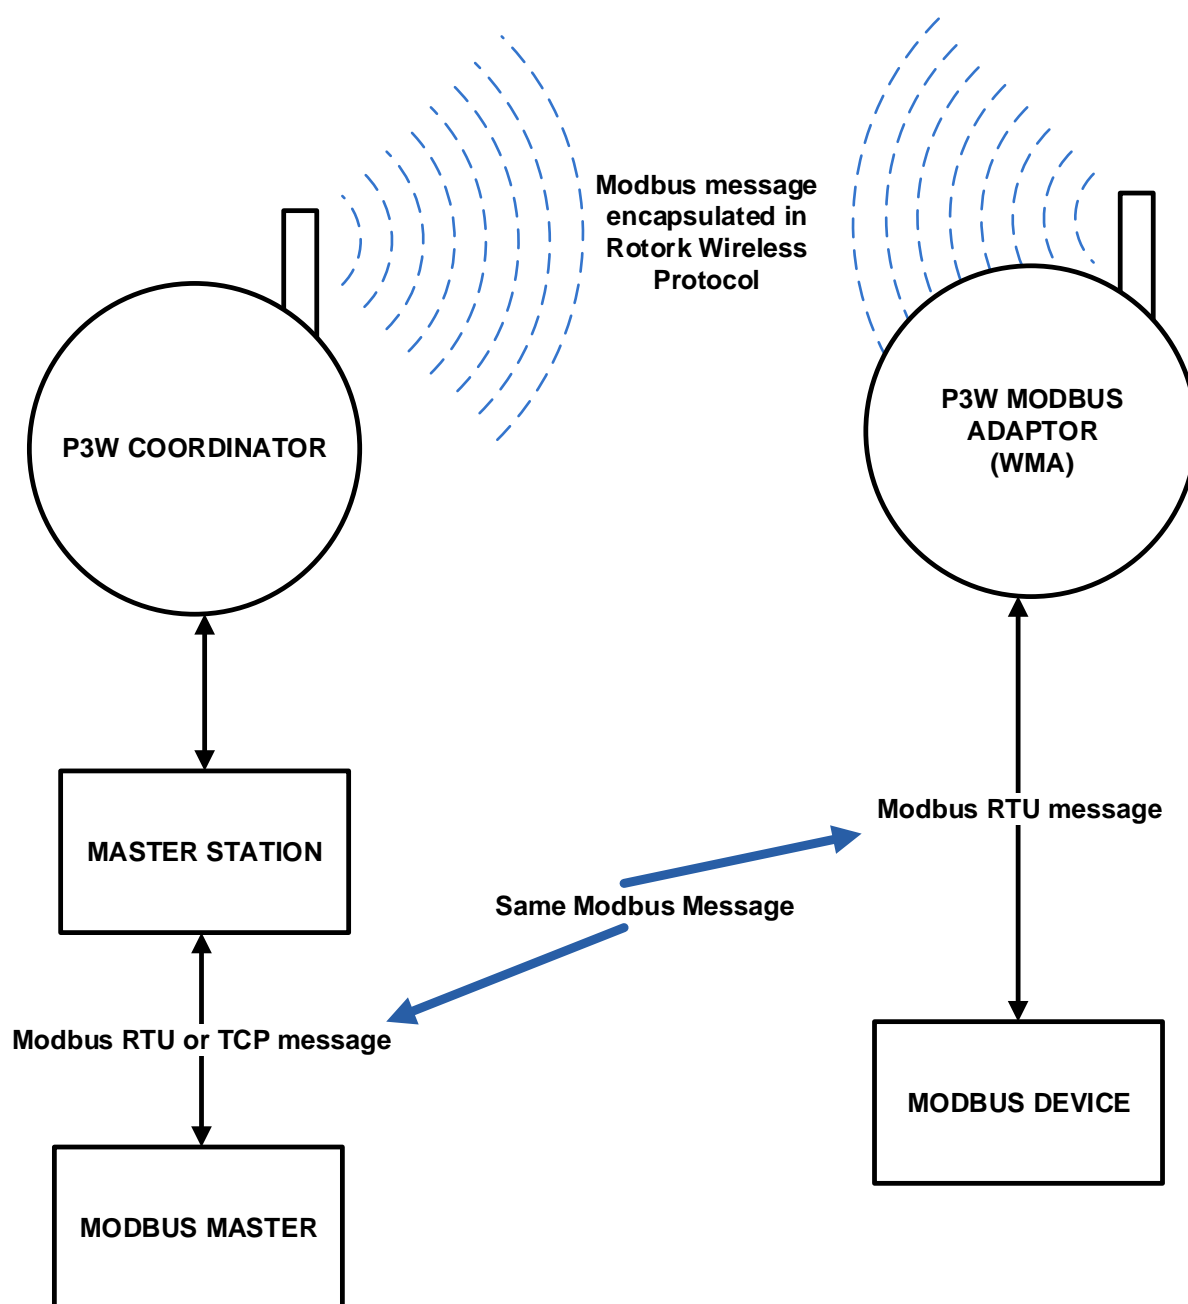 Modbus message
encapsulated in
Rotork Wireless
Protocol
P3W COORDINATOR
P3W MODBUS
ADAPTOR
(WMA)
Modbus RTU message
MASTER STATION
Same Modbus Message
Modbus RTU or TCP message
MODBUS DEVICE
MODBUS MASTER